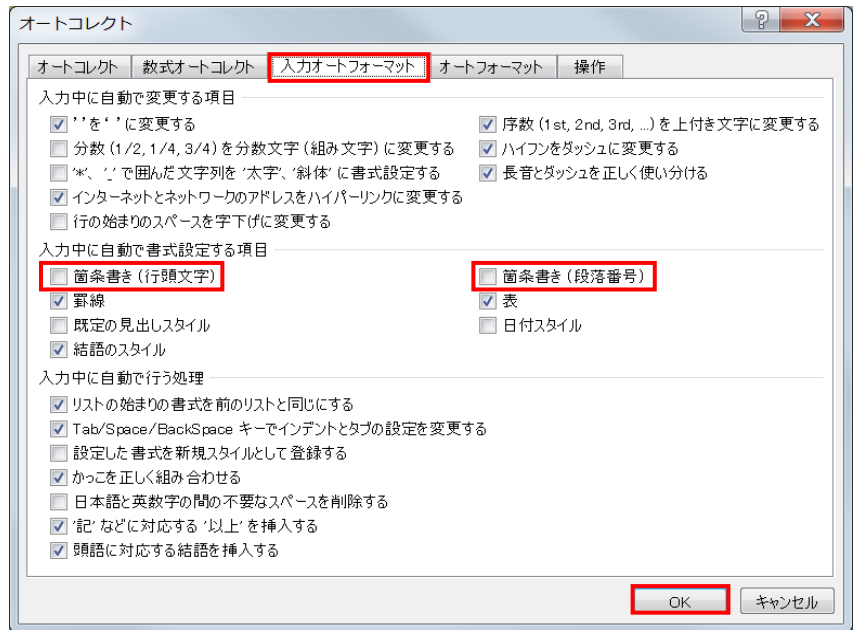 オートコレクト
オートコレクト 数式オートコレクト 入力オートフォーマット オートフォーマット 操作
入力中に自動で変更する項目
' 'を‘ ’に変更する
序数 (1st, 2nd, 3rd, ...) を上付き文字に変更する
分数 (1/2, 1/4, 3/4) を分数文字 (組み文字) に変更する
ハイフンをダッシュに変更する
'*'、'_' で囲んだ文字列を '太字'、'斜体' に書式設定する
長音とダッシュを正しく使い分ける
インターネットとネットワークのアドレスをハイパーリンクに変更する
行の始まりのスペースを字下げに変更する
入力中に自動で書式設定する項目
箇条書き (行頭文字)
箇条書き (段落番号)
罫線
表
既定の見出しスタイル
日付スタイル
結語のスタイル
入力中に自動で行う処理
リストの始まりの書式を前のリストと同じにする
Tab/Space/BackSpace キーでインデントとタブの設定を変更する
設定した書式を新規スタイルとして登録する
かっこを正しく組み合わせる
日本語と英数字の間の不要なスペースを削除する
'記' などに対応する '以上' を挿入する
頭語に対応する結語を挿入する
OK キャンセル